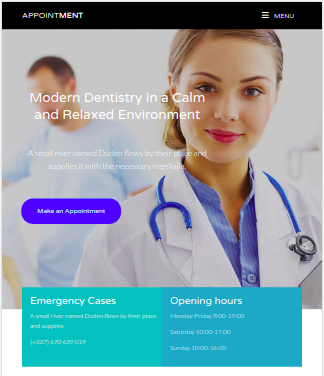 APPOINTMENT
MENU
Modern Dentistry in a Calm
and Relaxed Environment
A small river named Duden flows by their place and
supplies it with the necessary regelialia.
Make an Appointment
Emergency Cases
A small river named Duden flows by their place
and supplies
(+237) 670 639 019
Opening hours
Monday-Friday 8:00-19:00
Saturday 10:00-17:00
Sunday 10:00-16:00